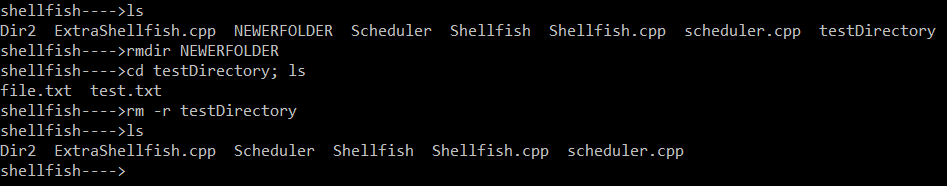 shellfish---->ls
Dir2  ExtraShellfish.cpp  NEWERFOLDER  Scheduler  Shellfish  Shellfish.cpp  scheduler.cpp  testDirectory
shellfish---->rmdir NEWERFOLDER
shellfish---->cd testDirectory; ls
file.txt  test.txt
shellfish---->rm -r testDirectory
shellfish---->ls
Dir2  ExtraShellfish.cpp  Scheduler  Shellfish  Shellfish.cpp  scheduler.cpp
shellfish---->